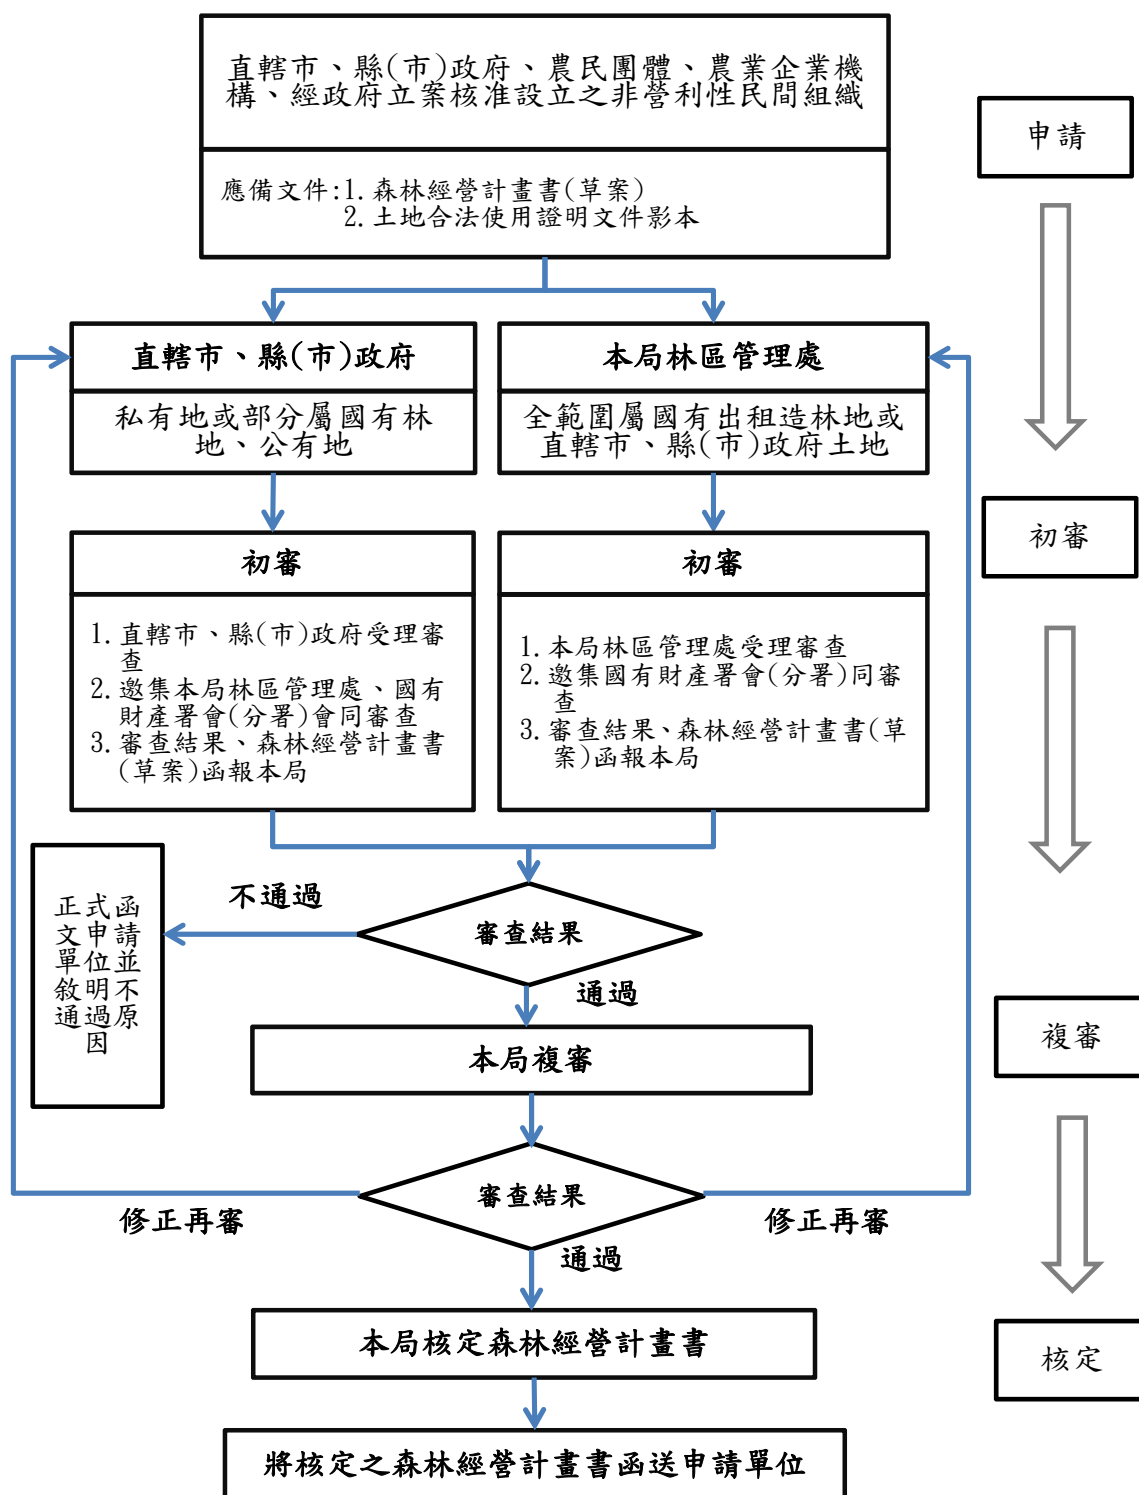 直轄市、縣(市)政府、農民團體、農業企業機
構、經政府立案核准設立之非營利性民間組織
應備文件:1.森林經營計畫書(草案)
2.土地合法使用證明文件影本
申請
直轄市、縣(市)政府
私有地或部分屬國有林
地、公有地
本局林區管理處
全範圍屬國有出租造林地或
直轄市、縣(市)政府土地
初審
1.直轄市、縣(市)政府受理審
查
2.邀集本局林區管理處、國有
財產署會(分署)會同審查
3.審查結果、森林經營計畫書
(草案)函報本局
初審
1.本局林區管理處受理審查
2.邀集國有財產署會(分署)同審
查
3.審查結果、森林經營計畫書(草
案)函報本局
初審
不通過
審查結果
正式函
文申請
單位並
敘明不
通過原
因
通過
本局複審
複審
審查結果
修正再審
修正再審
通過
本局核定森林經營計畫書
核定
將核定之森林經營計畫書函送申請單位